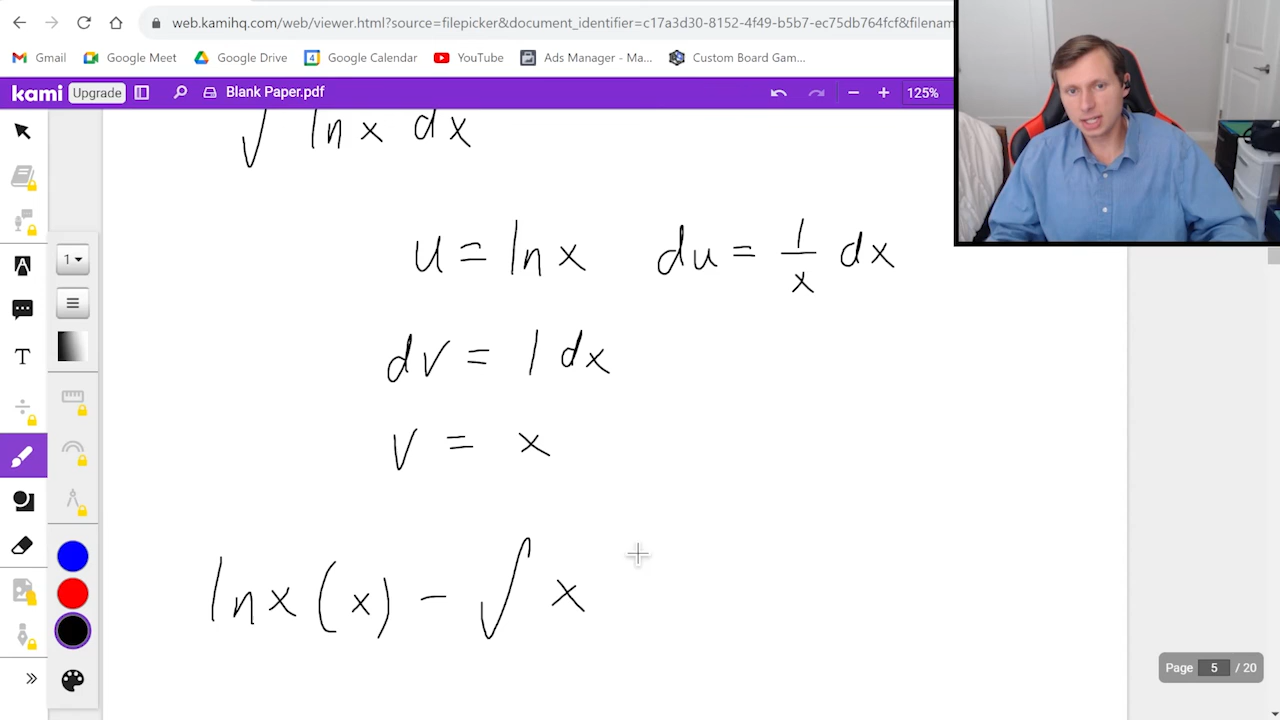 web.kamihq.com/web/viewer.html?source=filepicker&document_identifier=c17a3d30-8152-4f49-b5b7-ec75db764fcf&filenam
Gmail Google Meet Google Drive 4 Google Calendar YouTube Ads Manager - Ma... Custom Board Gam...
kami Upgrade Blank Paper.pdf 125%
∫ ln x dx
u = ln x du = 1/x dx
dv = 1 dx
v = x
ln x (x) - ∫ x
A
T
1
Page 5 / 20